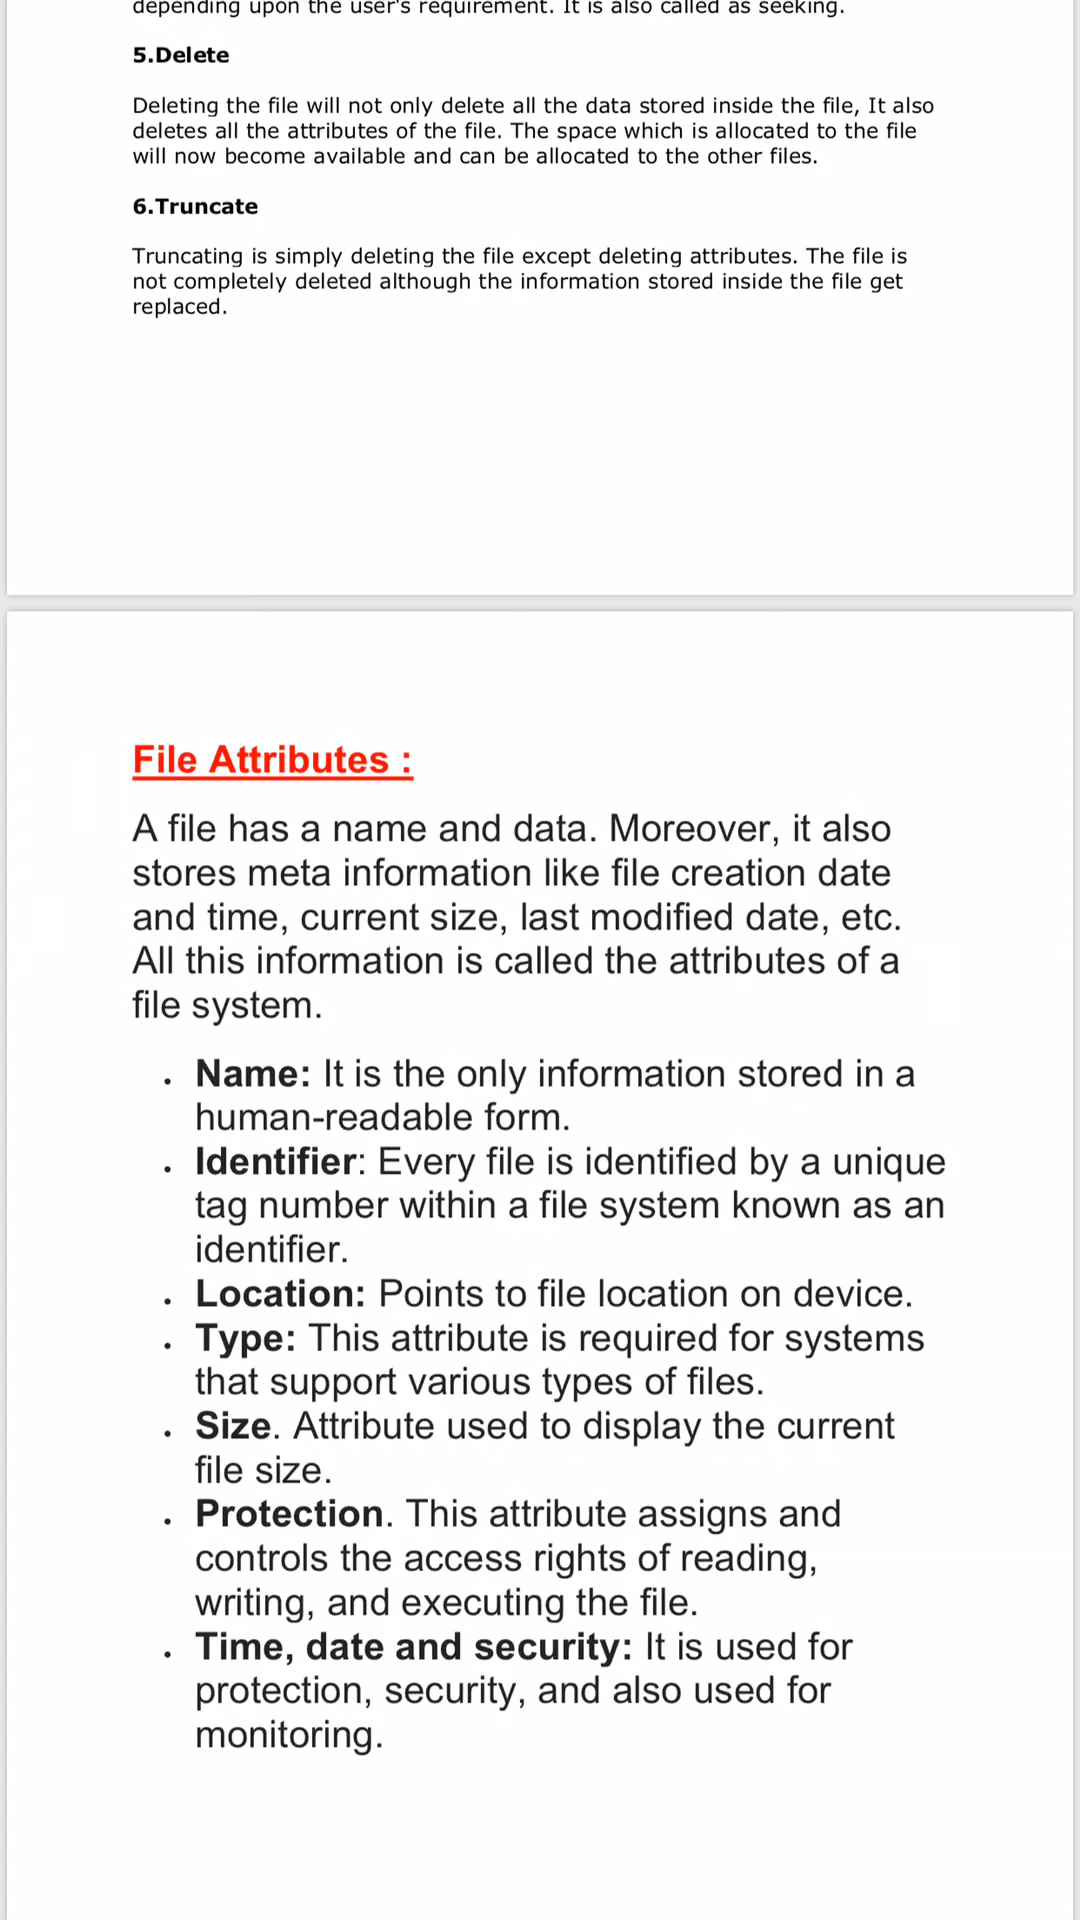 depending upon the user's requirement. It is also called as seeking.
5.Delete
Deleting the file will not only delete all the data stored inside the file, It also
deletes all the attributes of the file. The space which is allocated to the file
will now become available and can be allocated to the other files.
6.Truncate
Truncating is simply deleting the file except deleting attributes. The file is
not completely deleted although the information stored inside the file get
replaced.
File Attributes :
A file has a name and data. Moreover, it also
stores meta information like file creation date
and time, current size, last modified date, etc.
All this information is called the attributes of a
file system.
• Name: It is the only information stored in a
human-readable form.
• Identifier: Every file is identified by a unique
tag number within a file system known as an
identifier.
• Location: Points to file location on device.
• Type: This attribute is required for systems
that support various types of files.
• Size. Attribute used to display the current
file size.
• Protection. This attribute assigns and
controls the access rights of reading,
writing, and executing the file.
• Time, date and security: It is used for
protection, security, and also used for
monitoring.